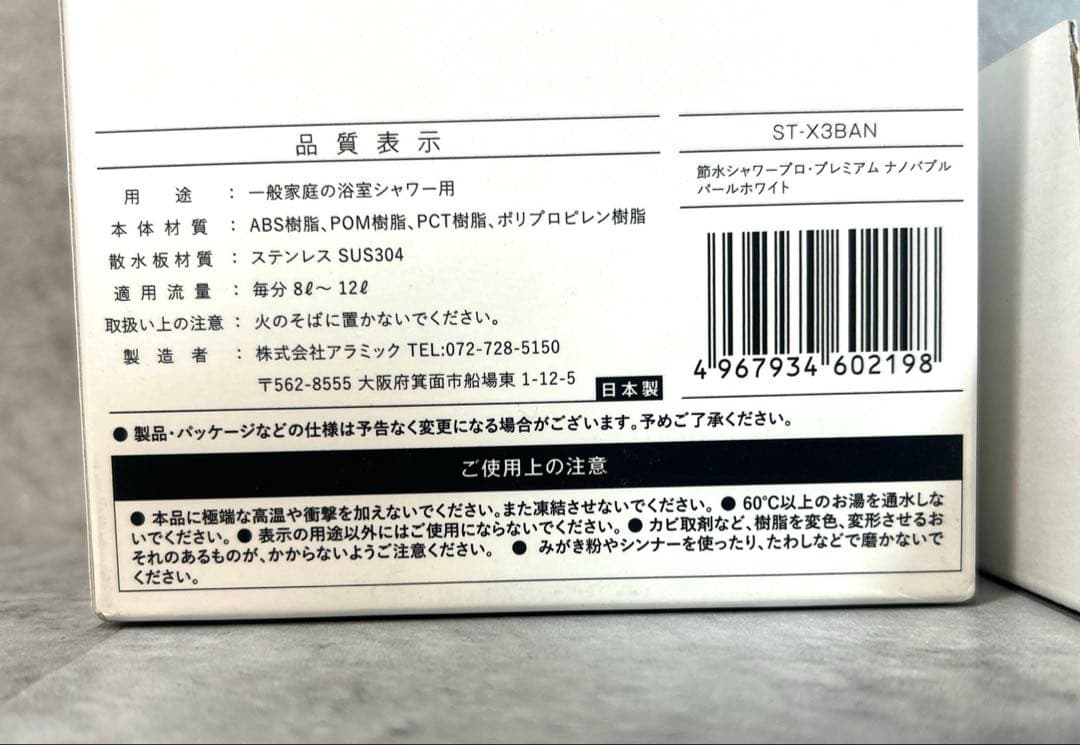 品質表示
用途：一般家庭の浴室シャワー用
本体材質：ABS樹脂、POM樹脂、PCT樹脂、ポリプロピレン樹脂
散水板材質：ステンレス SUS304
適用流量：毎分 8ℓ～12ℓ
取扱い上の注意：火のそばに置かないでください。
製造者：株式会社アラミック TEL:072-728-5150
〒562-8555 大阪府箕面市船場東 1-12-5
日本製
ST-X3BAN
節水シャワープロ・プレミアム ナノバブル
パールホワイト
4967934602198
●製品・パッケージなどの仕様は予告なく変更になる場合がございます。予めご了承ください。
ご使用上の注意
●本品に極端な高温や衝撃を加えないでください。また凍結させないでください。●60℃以上のお湯を通水しな
いでください。●表示の用途以外にはご使用にならないでください。●カビ取剤など、樹脂を変色、変形させるお
それのあるものが、かからないようご注意ください。●みがき粉やシンナーを使ったり、たわしなどで磨かないで
ください。